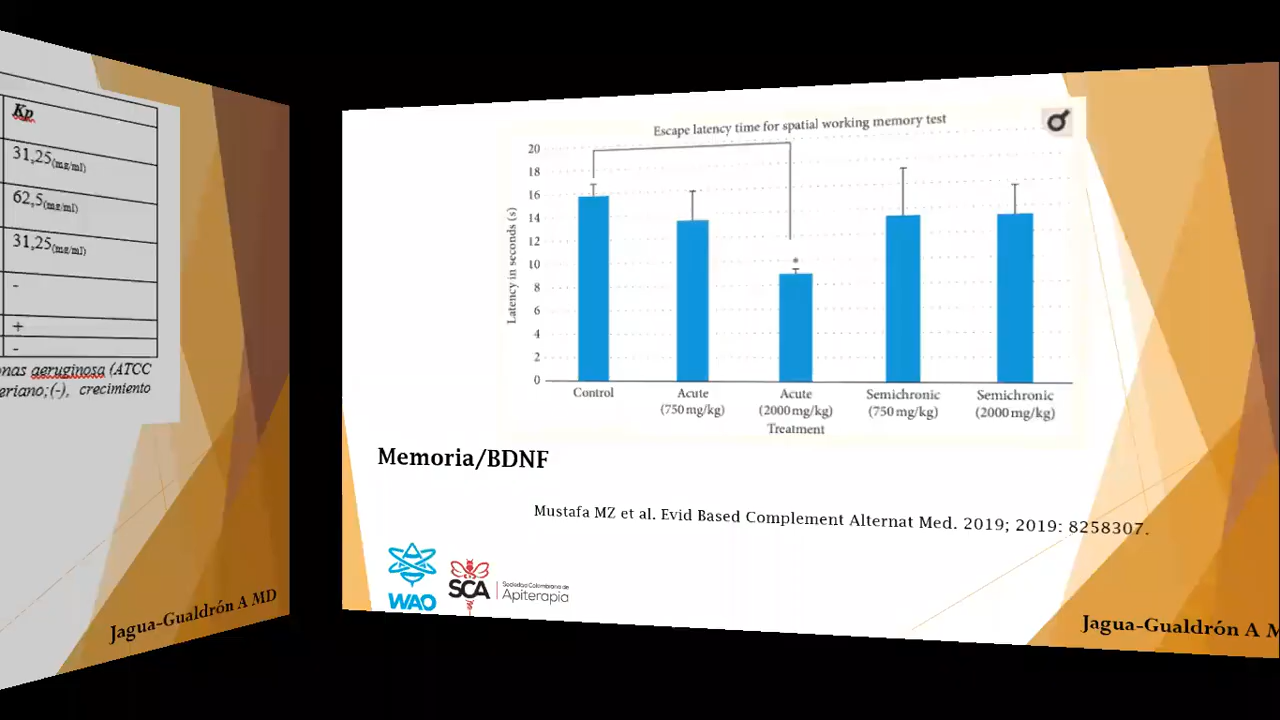 Kp
31,25(mg/ml)
62,5(mg/ml)
31,25(mg/ml)
-
+
-
aeruginosa (ATCC
(-), crecimiento
Jagua-Gualdrón A MD
Escape latency time for spatial working memory test
Latency in seconds (s)
20
18
16
14
12
10
8
6
4
2
0
*
Control
Acute
(750 mg/kg)
Acute
(2000 mg/kg)
Semichronic
(750 mg/kg)
Semichronic
(2000 mg/kg)
Treatment
Memoria/BDNF
Mustafa MZ et al. Evid Based Complement Alternat Med. 2019; 2019: 8258307.
WAO
SCA
Sociedad Colombiana de
Apiterapia
Jagua-Gualdrón A